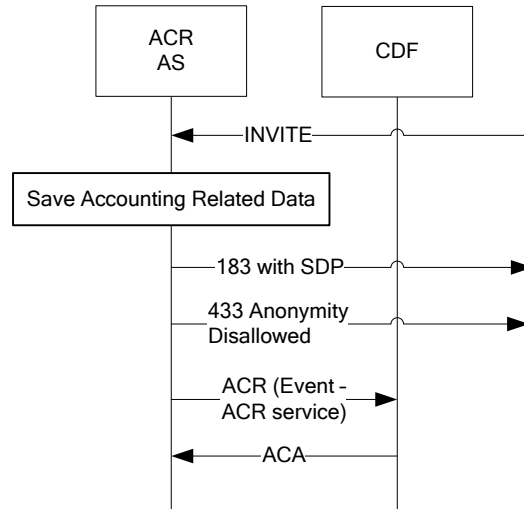 ACR
AS
CDF
INVITE
Save Accounting Related Data
183 with SDP
433 Anonymity
Disallowed
ACR (Event –
ACR service)
ACA